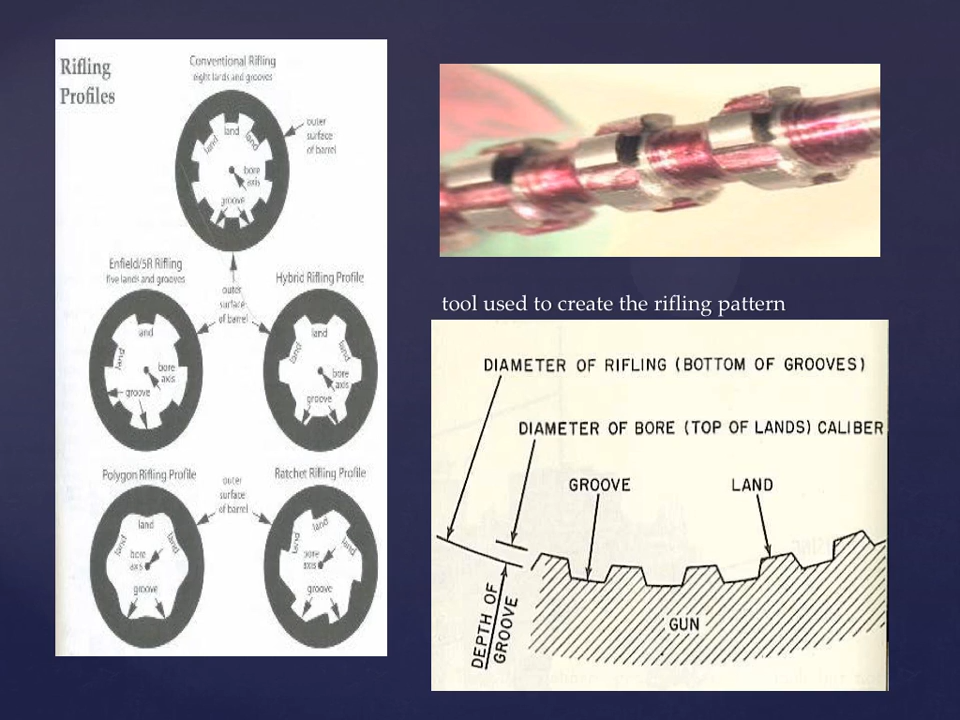 Rifling
Profiles
Conventional Rifling
eight lands and grooves
land
land
land
outer
surface
of barrel
bore
axis
groove
Enfield/5R Rifling
five lands and grooves
outer
surface
of barrel
Hybrid Rifling Profile
land
land
bore
axis
groove
land
land
land
bore
axis
groove
Polygon Rifling Profile
outer
surface
of barrel
Ratchet Rifling Profile
land
land
land
bore
axis
groove
land
land
land
bore
axis
groove
tool used to create the rifling pattern
DIAMETER OF RIFLING (BOTTOM OF GROOVES)
DIAMETER OF BORE (TOP OF LANDS) CALIBER
GROOVE
LAND
DEPTH OF
GROOVE
GUN